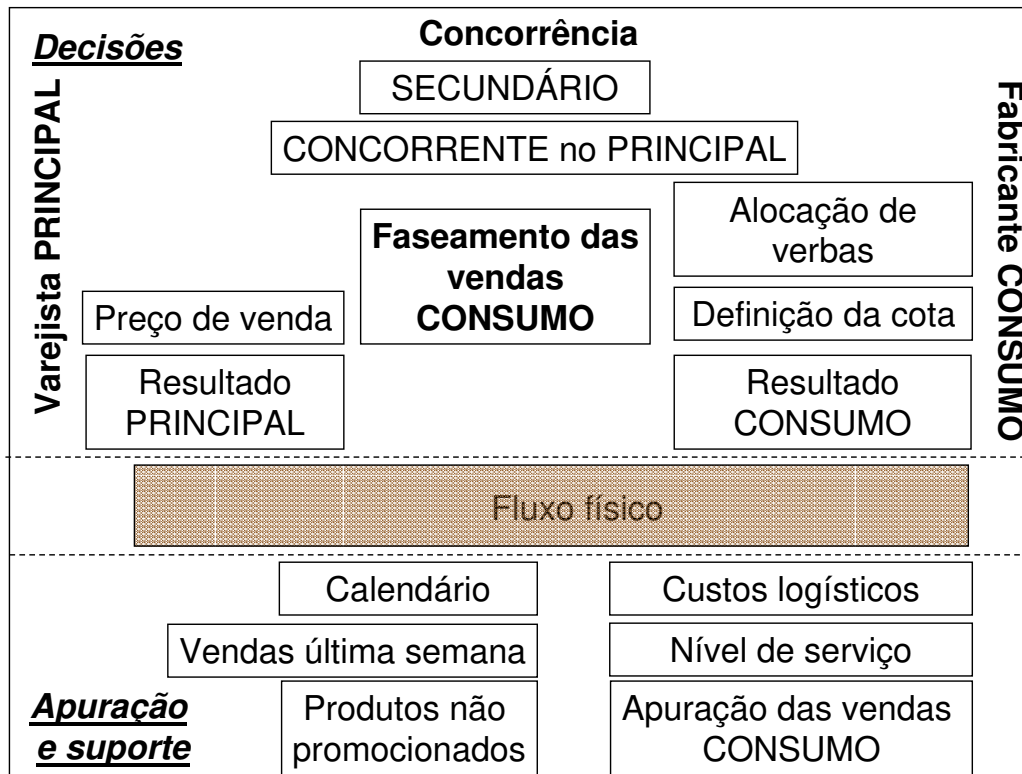 Decisões
Concorrência
SECUNDÁRIO
CONCORRENTE no PRINCIPAL
Varejista PRINCIPAL
Preço de venda
Resultado
PRINCIPAL
Faseamento das
vendas
CONSUMO
Alocação de
verbas
Definição da cota
Resultado
CONSUMO
Fabricante CONSUMO
Fluxo físico
Calendário
Vendas última semana
Produtos não
promocionados
Custos logísticos
Nível de serviço
Apuração das vendas
CONSUMO
Apuração
e suporte